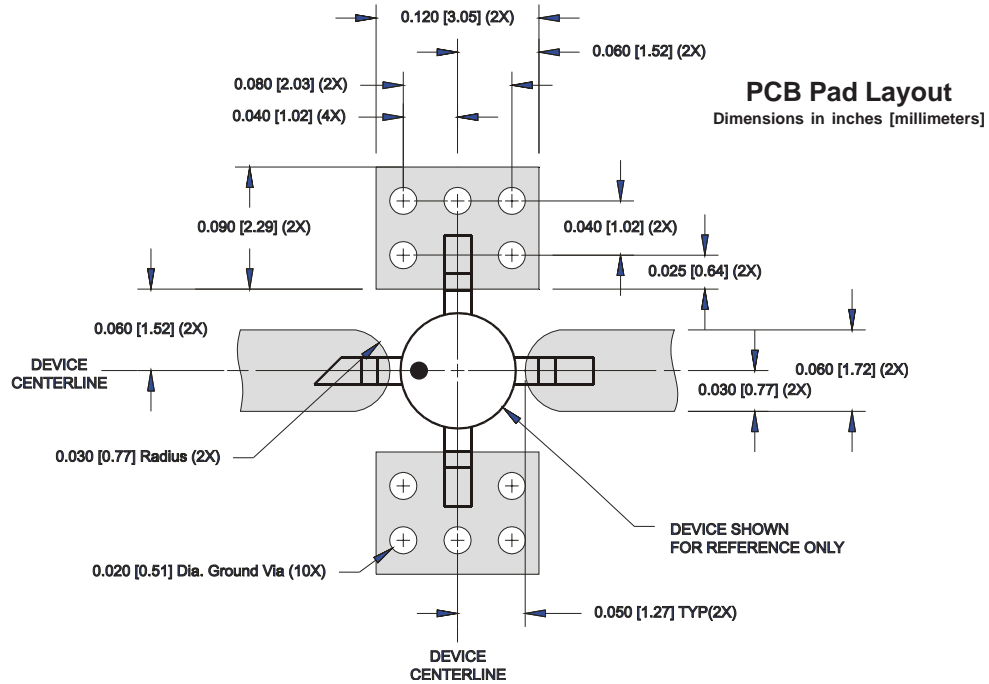 0.120 [3.05] (2X)
0.060 [1.52] (2X)
0.080 [2.03] (2X)
PCB Pad Layout
0.040 [1.02] (4X)
Dimensions in inches [millimeters]
0.090 [2.29] (2X)
0.040 [1.02] (2X)
0.025 [0.64] (2X)
0.060 [1.52] (2X)
DEVICE
CENTERLINE
0.060 [1.72] (2X)
0.030 [0.77] (2X)
0.030 [0.77] Radius (2X)
DEVICE SHOWN
FOR REFERENCE ONLY
0.020 [0.51] Dia. Ground Via (10X)
0.050 [1.27] TYP(2X)
DEVICE
CENTERLINE